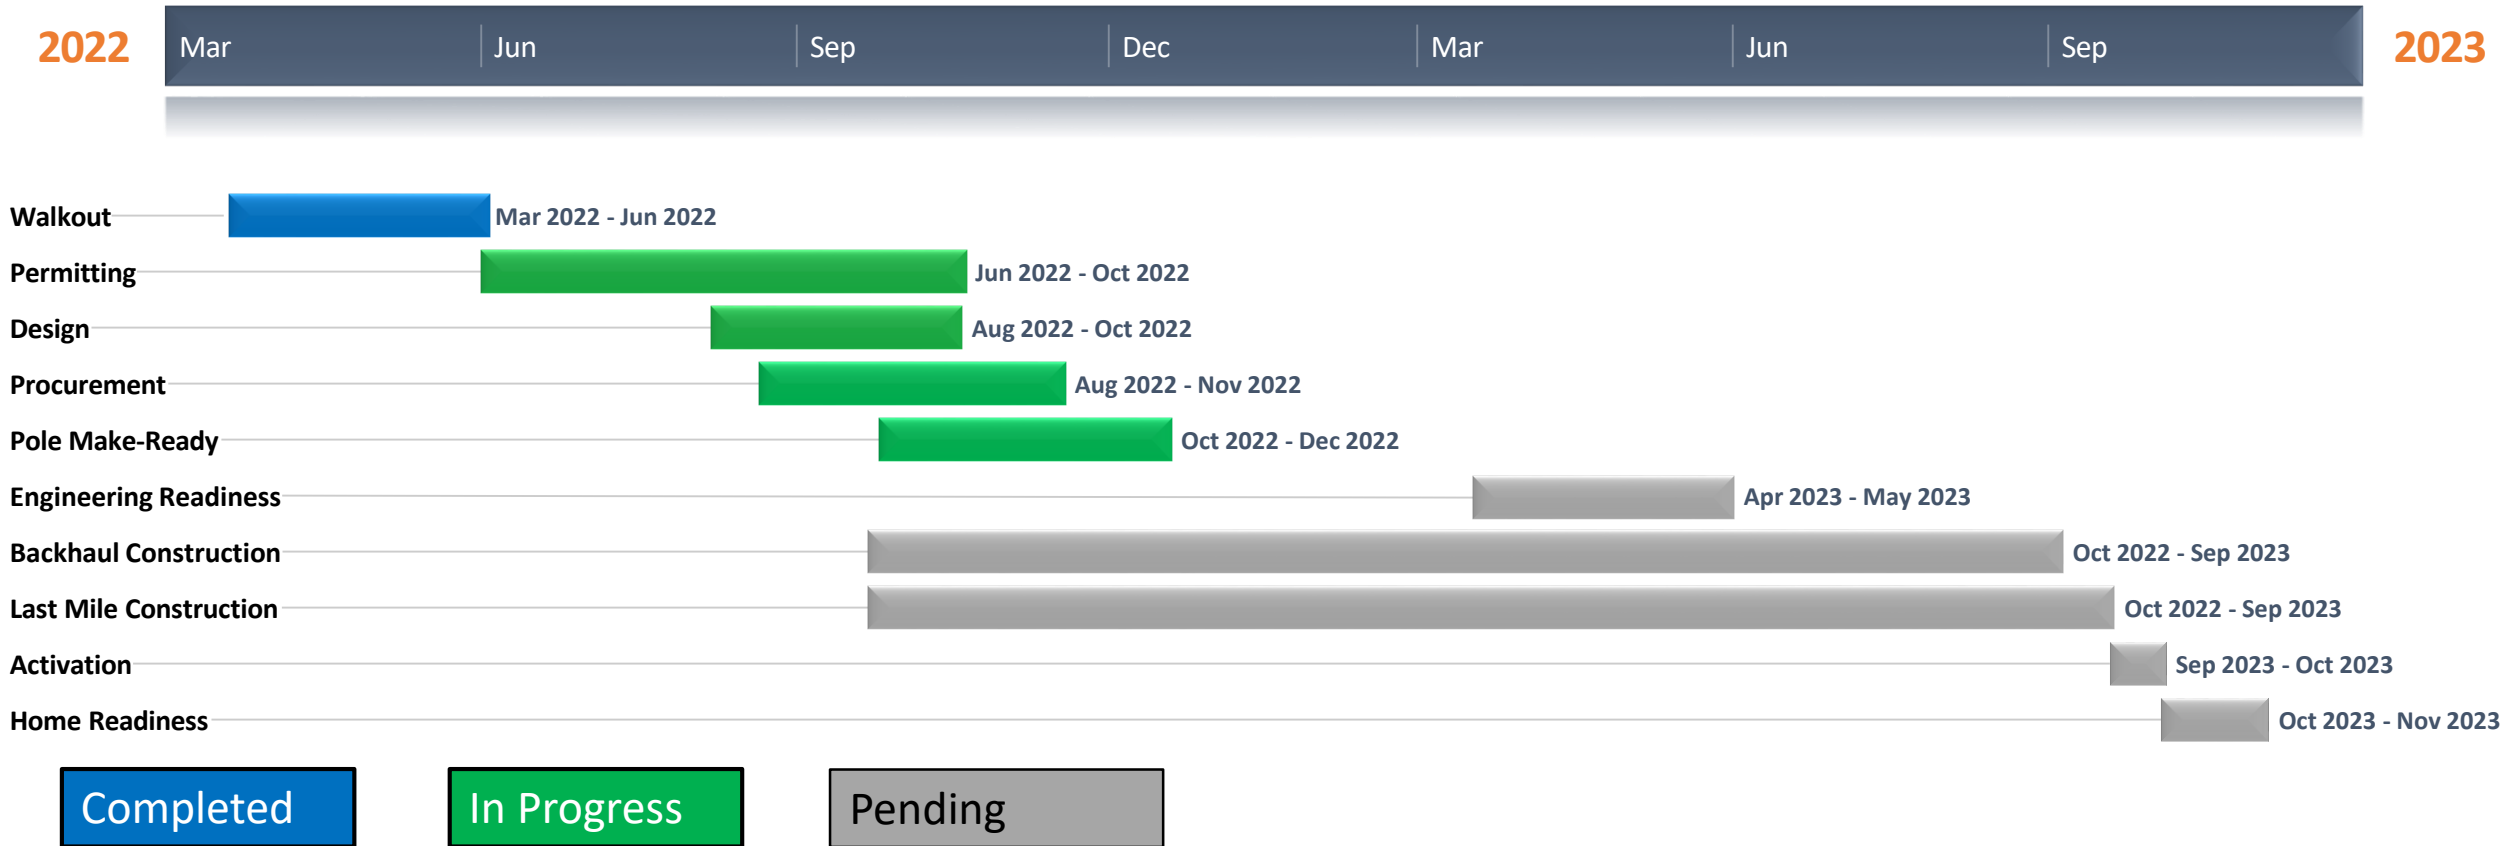 2022 Mar Jun Sep Dec Mar Jun Sep 2023
Walkout Mar 2022 - Jun 2022
Permitting Jun 2022 - Oct 2022
Design Aug 2022 - Oct 2022
Procurement Aug 2022 - Nov 2022
Pole Make-Ready Oct 2022 - Dec 2022
Engineering Readiness Apr 2023 - May 2023
Backhaul Construction Oct 2022 - Sep 2023
Last Mile Construction Oct 2022 - Sep 2023
Activation Sep 2023 - Oct 2023
Home Readiness Oct 2023 - Nov 2023
Completed In Progress Pending